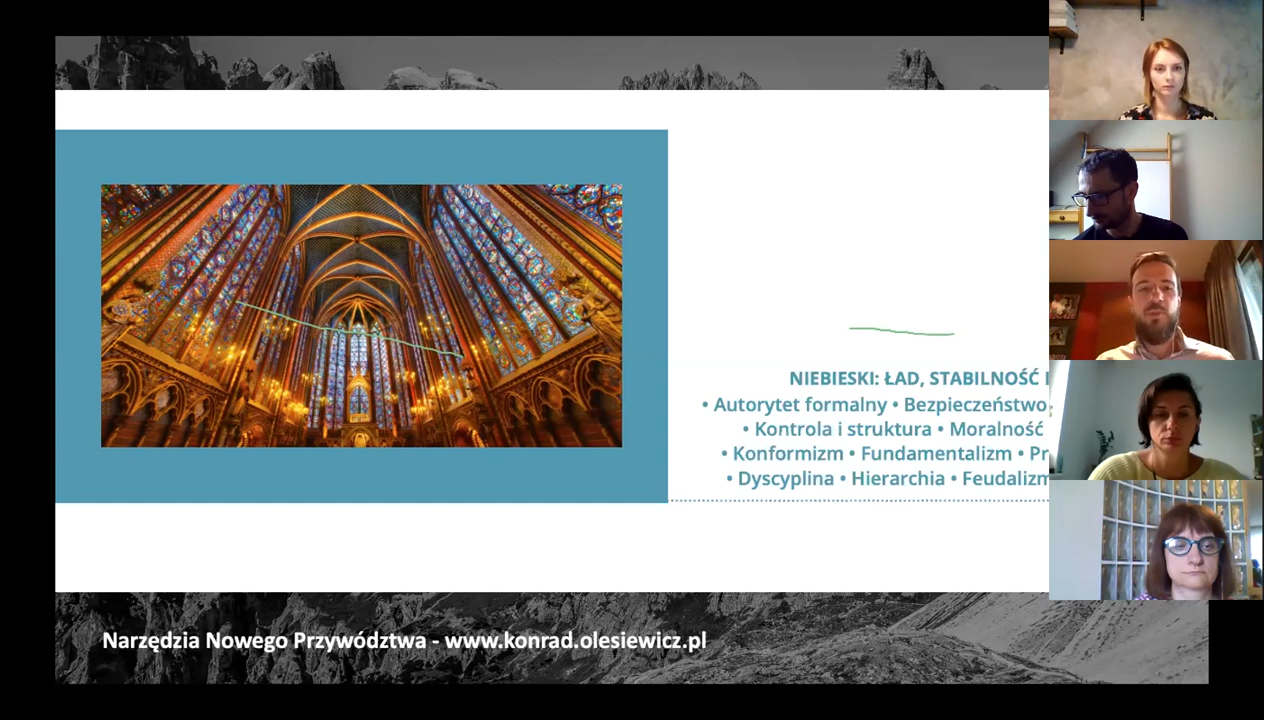 NIEBIESKI: ŁAD, STABILNOŚĆ
• Autorytet formalny • Bezpieczeństwo
• Kontrola i struktura • Moralność
• Konformizm • Fundamentalizm •
• Dyscyplina • Hierarchia • Feudalizm
Narzędzia Nowego Przywództwa - www.konrad.olesiewicz.pl